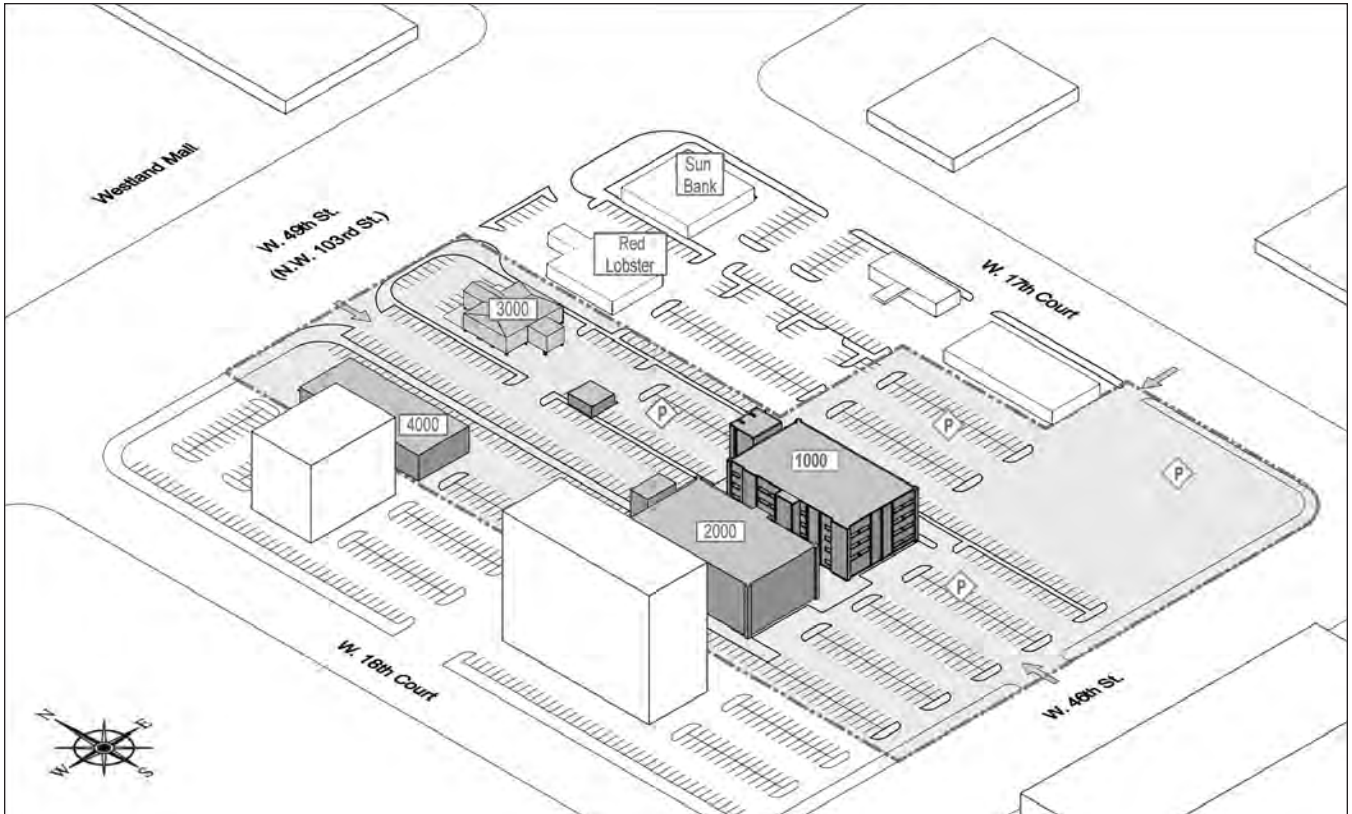 Sun
Bank
Westland Mall
W. 49th St.
(N.W. 103rd St.)
Red
Lobster
W. 17th Court
3000
P
P
4000
1000
P
2000
P
W. 18th Court
W. 46th St.
N
E
W
S